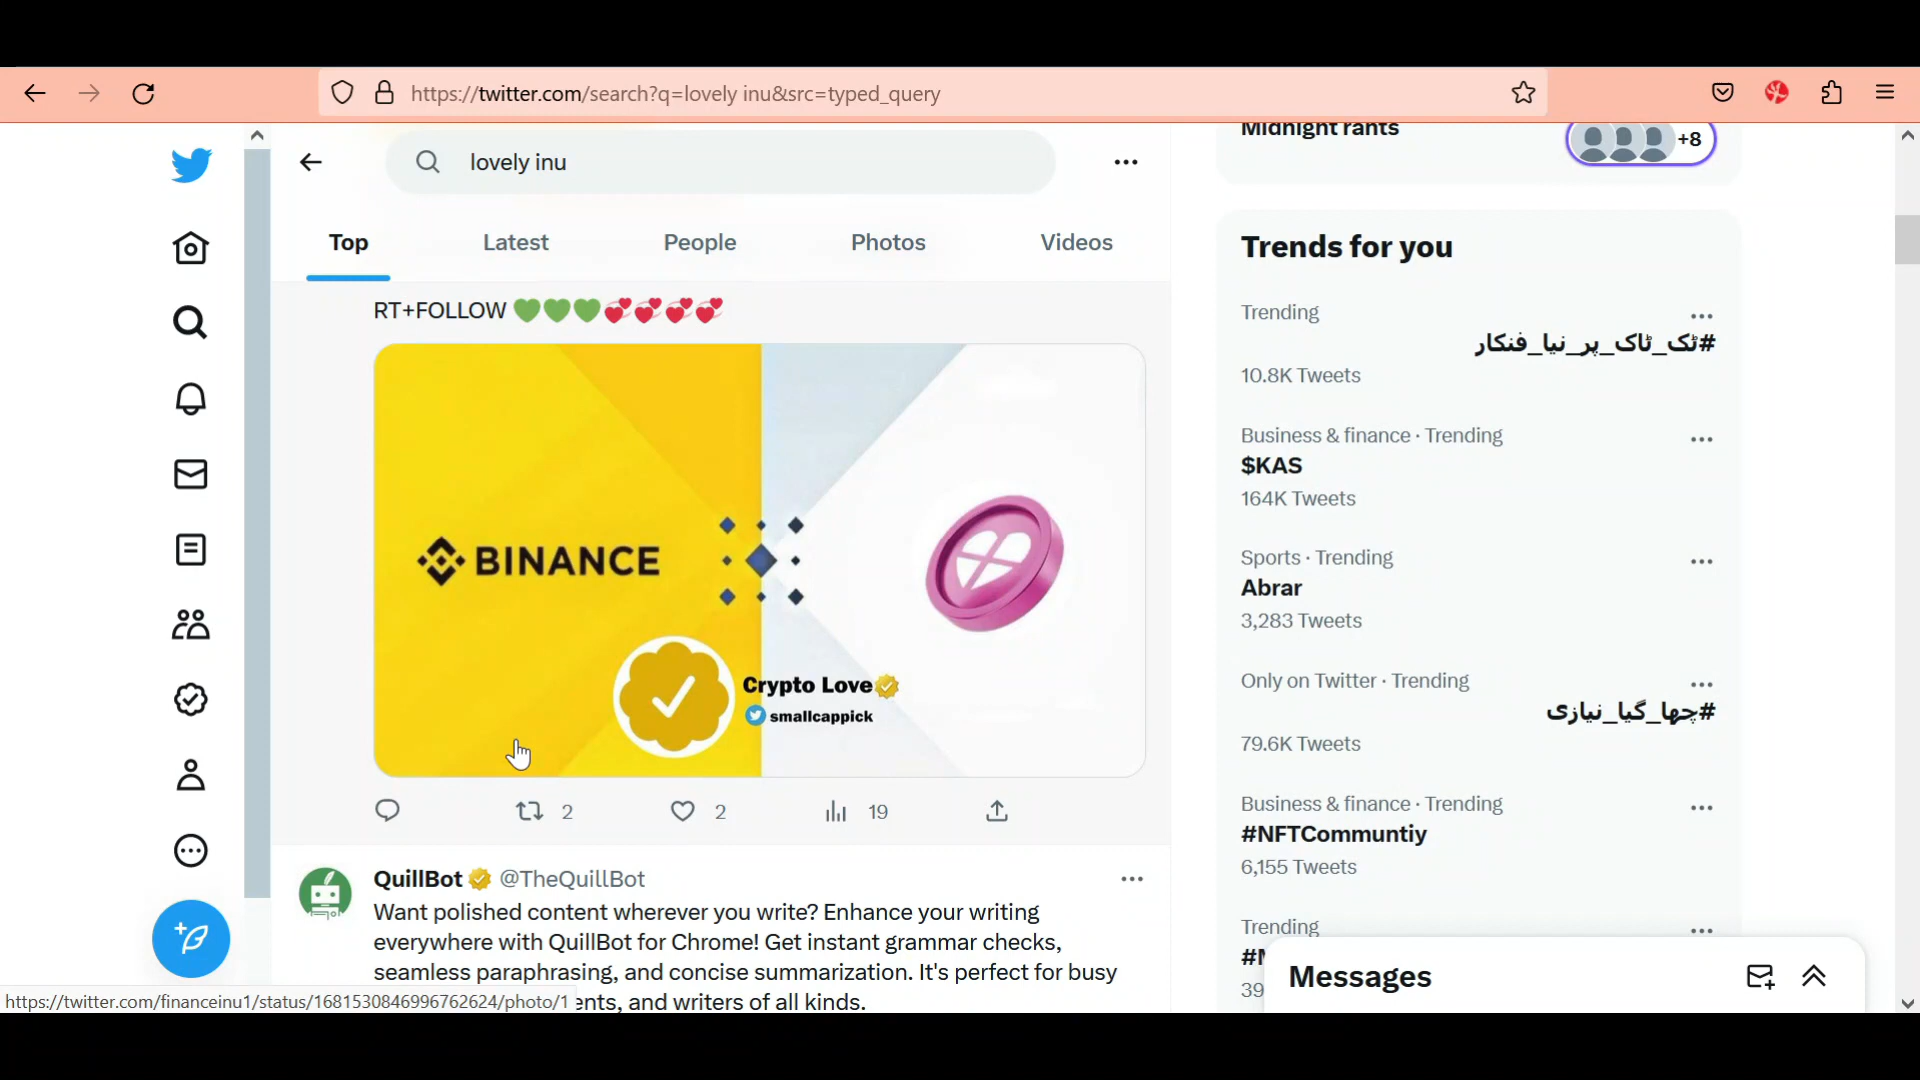 https://twitter.com/search?q=lovely inu&src=typed_query
lovely inu
Top
Latest
People
Photos
Videos
RT+FOLLOW 💚💚💚💞💞💞💞
BINANCE
Crypto Love
smallcappick
2
2
19
QuillBot @TheQuillBot
Want polished content wherever you write? Enhance your writing
everywhere with QuillBot for Chrome! Get instant grammar checks,
seamless paraphrasing, and concise summarization. It's perfect for busy
ents, and writers of all kinds.
https://twitter.com/financeinu1/status/1681530846996762624/photo/1
Midnight rants
+8
Trends for you
Trending
#ٹک_ٹاک_پر_نیا_فنکار
10.8K Tweets
Business & finance · Trending
$KAS
164K Tweets
Sports · Trending
Abrar
3,283 Tweets
Only on Twitter · Trending
#چھا_گیا_نیازی
79.6K Tweets
Business & finance · Trending
#NFTCommuntiy
6,155 Tweets
Trending
Messages